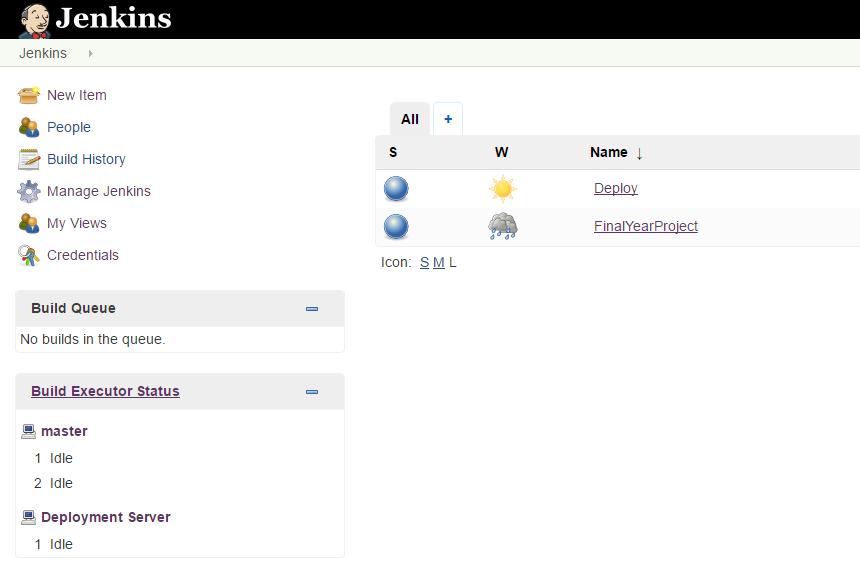 Jenkins
Jenkins
New Item
People
Build History
Manage Jenkins
My Views
Credentials
Build Queue
No builds in the queue.
Build Executor Status
master
1 Idle
2 Idle
Deployment Server
1 Idle
All +
S W Name ↓
Deploy
FinalYearProject
Icon: S M L